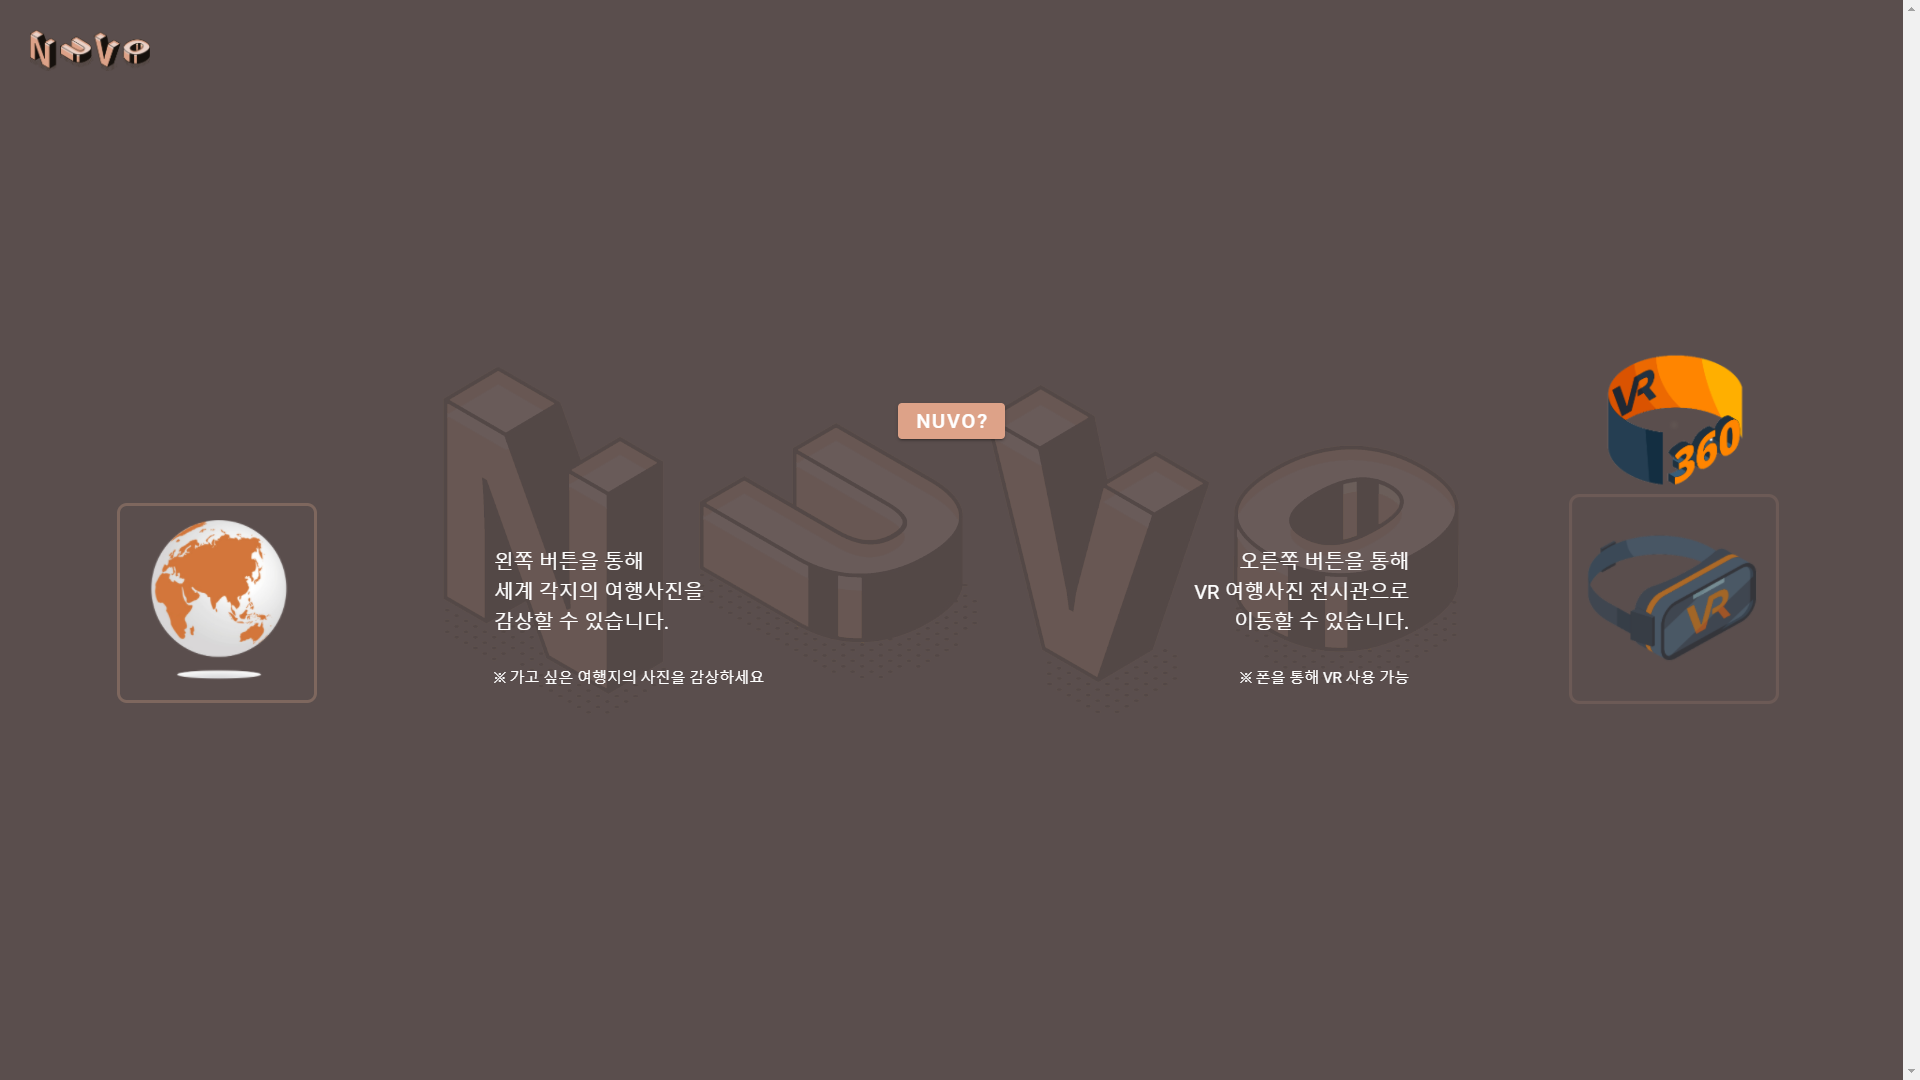 NUVO
NUVO?
NUVO
왼쪽 버튼을 통해
세계 각지의 여행사진을
감상할 수 있습니다.
※ 가고 싶은 여행지의 사진을 감상하세요
오른쪽 버튼을 통해
VR 여행사진 전시관으로
이동할 수 있습니다.
※ 폰을 통해 VR 사용 가능
VR
360
VR